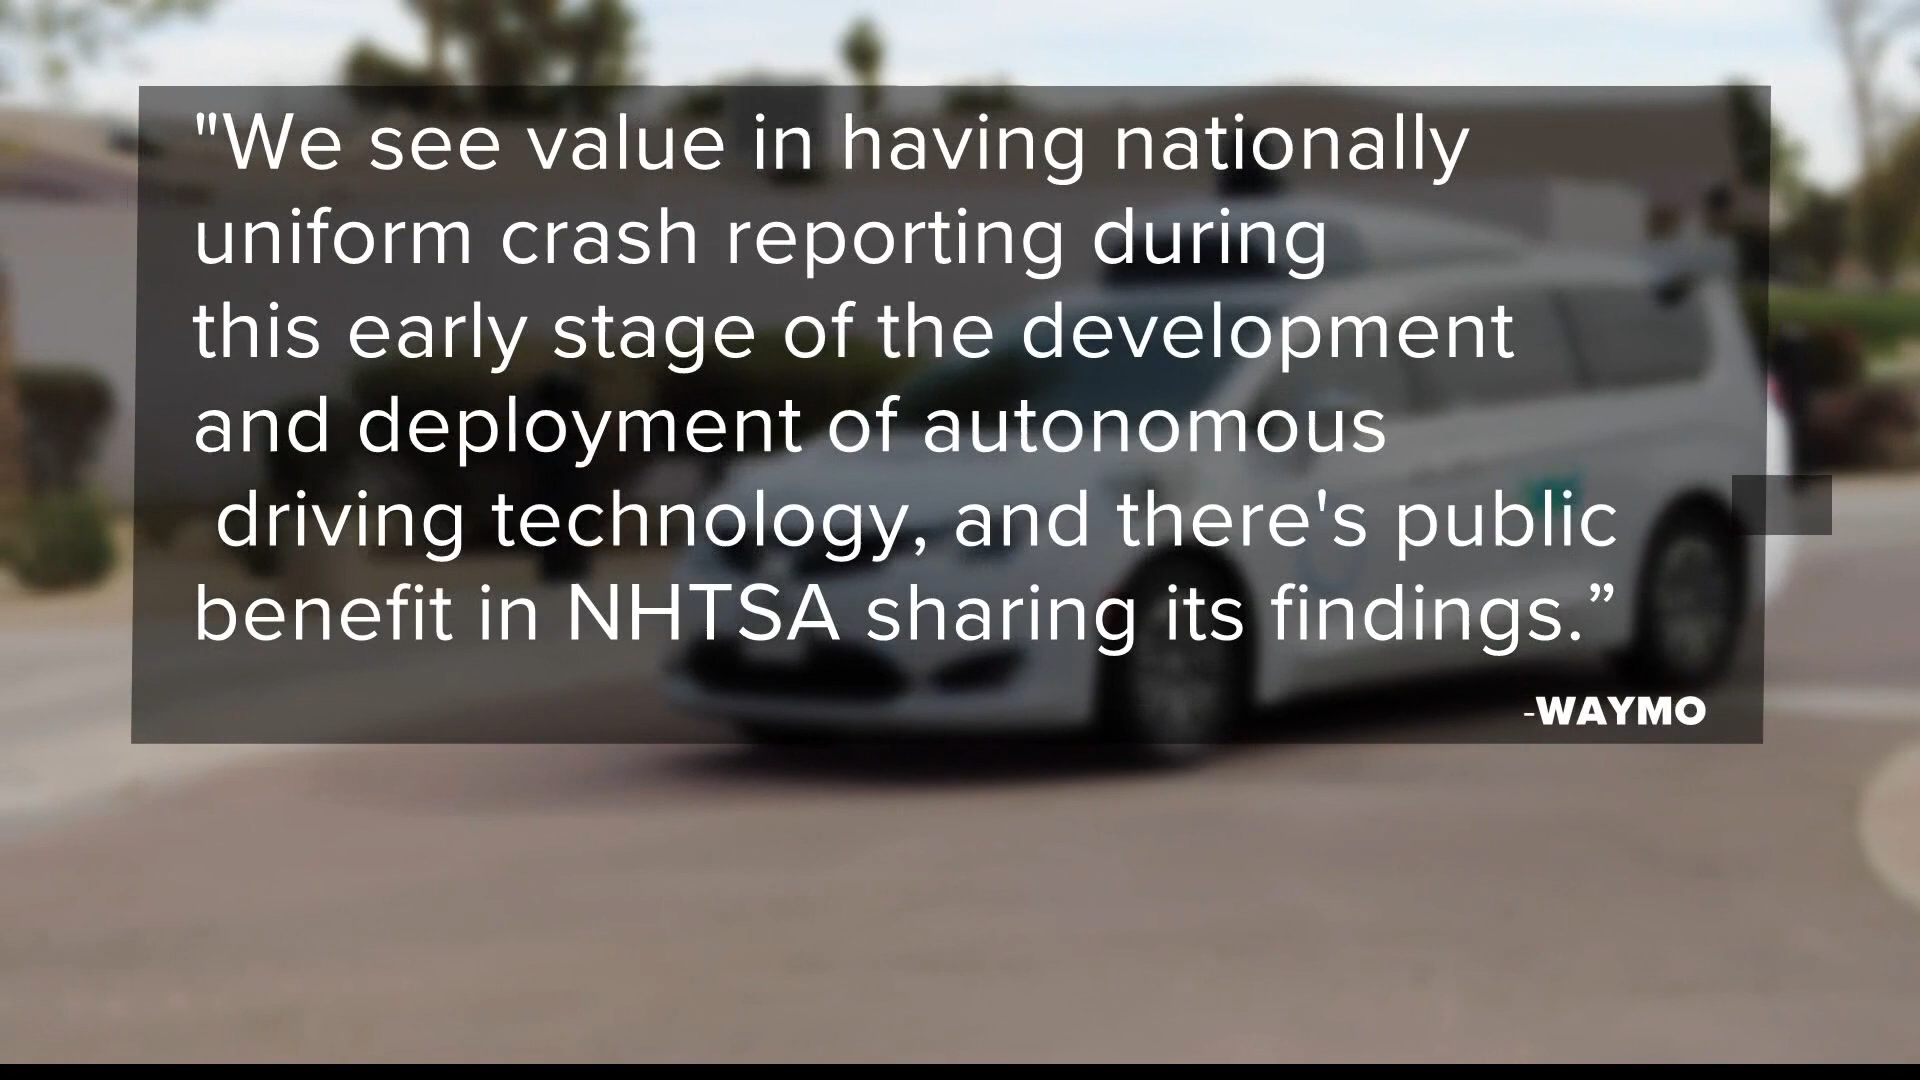 "We see value in having nationally
uniform crash reporting during
this early stage of the development
and deployment of autonomous
driving technology, and there's public
benefit in NHTSA sharing its findings.”
-WAYMO